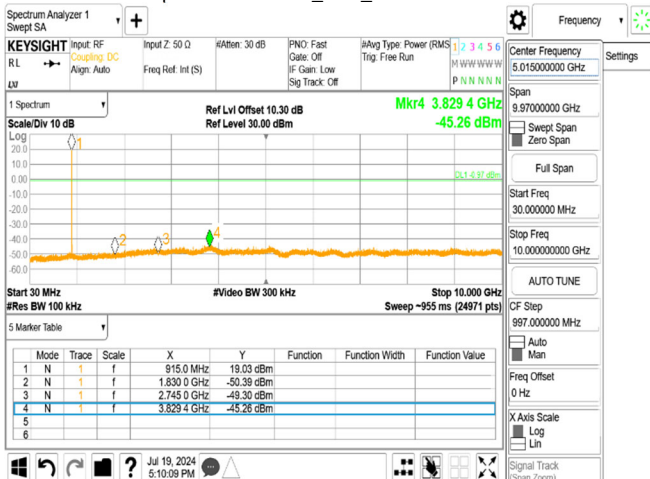 Spectrum Analyzer 1
Swept SA
Frequency
KEYSIGHT Input: RF Input Z: 50 Ω #Atten: 30 dB PNO: Fast #Avg Type: Power (RMS 1 2 3 4 5 6
RL Coupling: DC Gate: Off Trig: Free Run M W W W W W
Align: Auto Freq Ref: Int (S) IF Gain: Low
LXI Sig Track: Off P N N N N N
1 Spectrum
Ref Lvl Offset 10.30 dB Mkr4 3.829 4 GHz
Scale/Div 10 dB Ref Level 30.00 dBm -45.26 dBm
Log
20.0
10.0
0.00
-10.0
-20.0
-30.0
-40.0
-50.0
-60.0
1
2
3
4
DL1 -0.97 dBm
Start 30 MHz #Video BW 300 kHz Stop 10.000 GHz
#Res BW 100 kHz Sweep ~955 ms (24971 pts)
5 Marker Table
Mode Trace Scale X Y Function Function Width Function Value
1 N 1 f 915.0 MHz 19.03 dBm
2 N 1 f 1.830 0 GHz -50.39 dBm
3 N 1 f 2.745 0 GHz -49.30 dBm
4 N 1 f 3.829 4 GHz -45.26 dBm
5
6
? Jul 19, 2024
5:10:09 PM
Center Frequency
5.015000000 GHz
Settings
Span
9.97000000 GHz
Swept Span
Zero Span
Full Span
Start Freq
30.000000 MHz
Stop Freq
10.000000000 GHz
AUTO TUNE
CF Step
997.000000 MHz
Auto
Man
Freq Offset
0 Hz
X Axis Scale
Log
Lin
Signal Track
(Span Zoom)